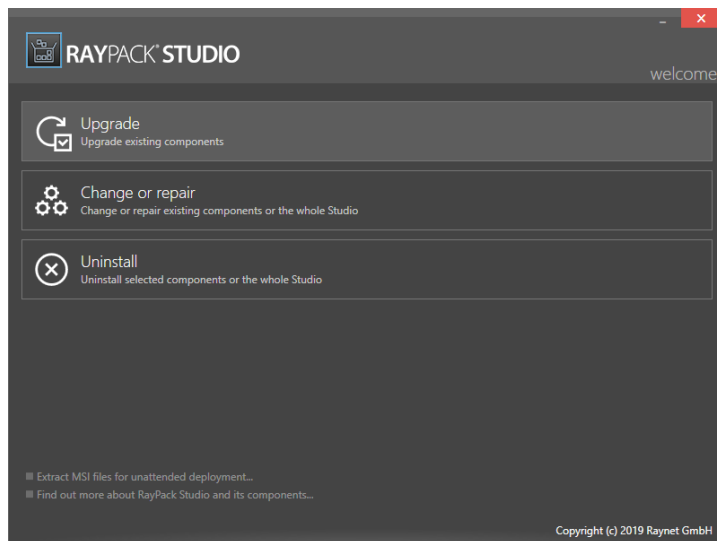 RAYPACK® STUDIO
welcome
Upgrade
Upgrade existing components
Change or repair
Change or repair existing components or the whole Studio
Uninstall
Uninstall selected components or the whole Studio
Extract MSI files for unattended deployment...
Find out more about RayPack Studio and its components...
Copyright (c) 2019 Raynet GmbH